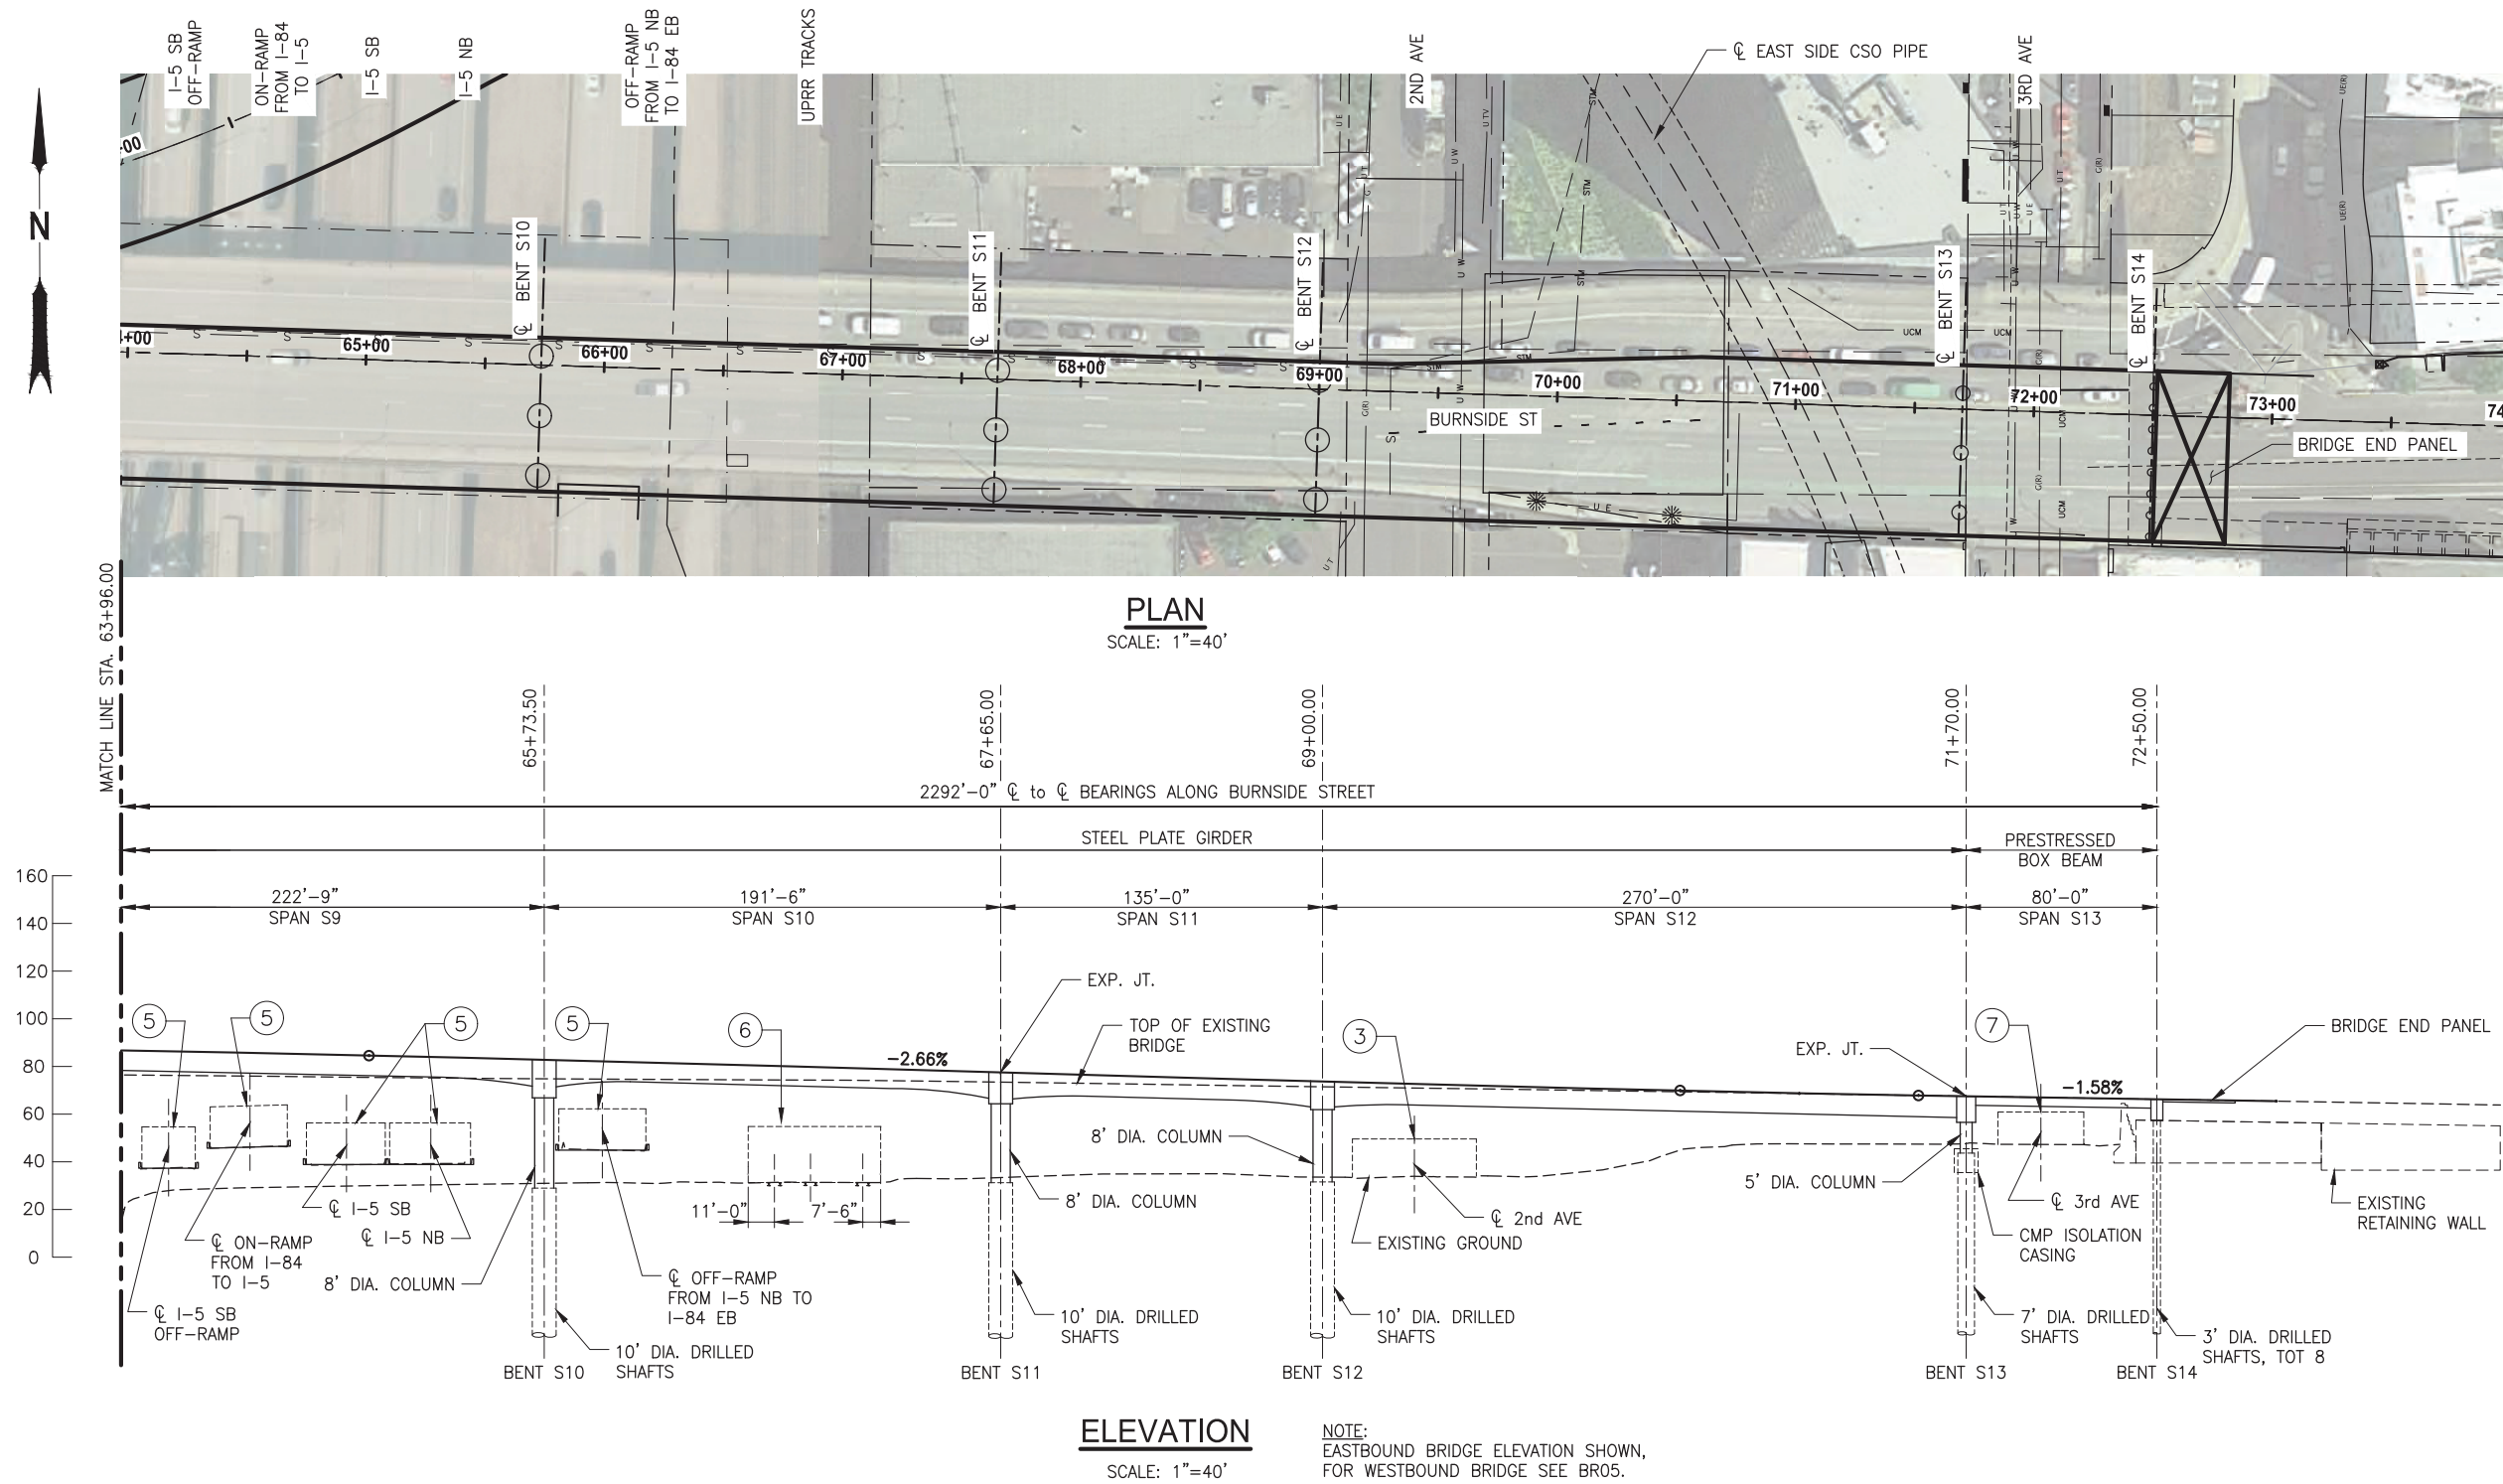 I-5 SB
OFF-RAMP
ON-RAMP
FROM I-84
TO I-5
I-5 SB
I-5 NB
OFF-RAMP
FROM I-5 NB
TO I-84 EB
UPRR TRACKS
2ND AVE
℄ EAST SIDE CSO PIPE
3RD AVE
N
℄ BENT S10
℄ BENT S11
℄ BENT S12
℄ BENT S13
℄ BENT S14
+00
65+00
66+00
67+00
68+00
69+00
70+00
71+00
72+00
73+00
74
BURNSIDE ST
BRIDGE END PANEL
S
S
S
S
S
S
STM
STM
STM
STM
U E
U T
G
U W
U W
U W
U TV
UCM
UCM
UCM
UCM
G(R)
G(R)
G(R)
G(R)
U T
U W
U E
UE(R)
UE(R)
U E
U T
PLAN
SCALE: 1"=40'
MATCH LINE STA. 63+96.00
65+73.50
67+65.00
69+00.00
71+70.00
72+50.00
2292'-0" ℄ to ℄ BEARINGS ALONG BURNSIDE STREET
STEEL PLATE GIRDER
PRESTRESSED
BOX BEAM
222'-9"
SPAN S9
191'-6"
SPAN S10
135'-0"
SPAN S11
270'-0"
SPAN S12
80'-0"
SPAN S13
160
140
120
100
80
60
40
20
0
5
5
5
5
6
3
7
EXP. JT.
TOP OF EXISTING
BRIDGE
-2.66%
EXP. JT.
-1.58%
BRIDGE END PANEL
8' DIA. COLUMN
8' DIA. COLUMN
5' DIA. COLUMN
11'-0"
7'-6"
℄ I-5 SB
℄ I-5 NB
℄ ON-RAMP
FROM I-84
TO I-5
8' DIA. COLUMN
℄ I-5 SB
OFF-RAMP
℄ OFF-RAMP
FROM I-5 NB TO
I-84 EB
℄ 2nd AVE
EXISTING GROUND
℄ 3rd AVE
CMP ISOLATION
CASING
EXISTING
RETAINING WALL
10' DIA. DRILLED
SHAFTS
10' DIA. DRILLED
SHAFTS
10' DIA. DRILLED
SHAFTS
7' DIA. DRILLED
SHAFTS
3' DIA. DRILLED
SHAFTS, TOT 8
BENT S10
BENT S11
BENT S12
BENT S13
BENT S14
ELEVATION
SCALE: 1"=40'
NOTE:
EASTBOUND BRIDGE ELEVATION SHOWN,
FOR WESTBOUND BRIDGE SEE BR05.